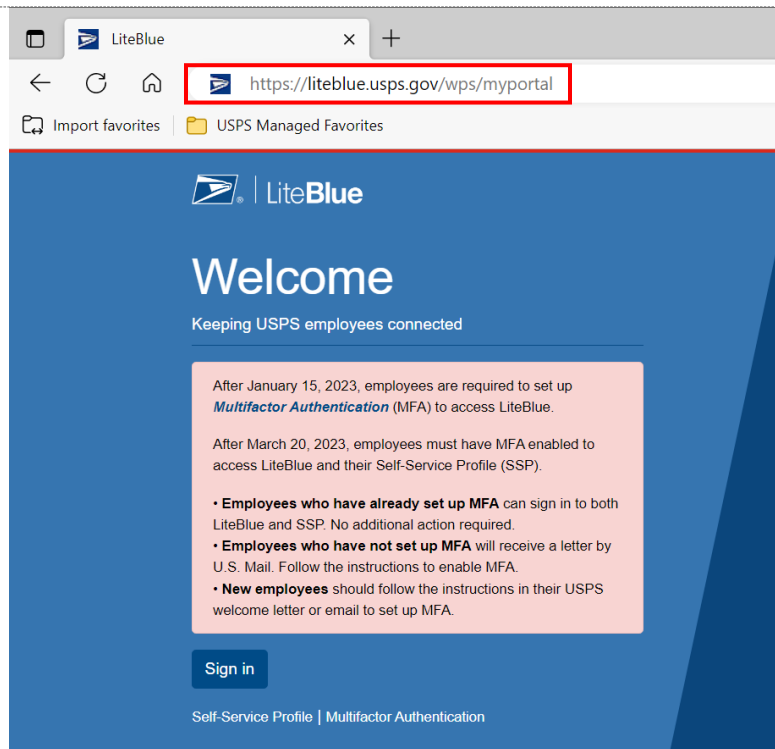 LiteBlue
https://liteblue.usps.gov/wps/myportal
Import favorites
USPS Managed Favorites
LiteBlue
Welcome
Keeping USPS employees connected
After January 15, 2023, employees are required to set up
Multifactor Authentication (MFA) to access LiteBlue.
After March 20, 2023, employees must have MFA enabled to
access LiteBlue and their Self-Service Profile (SSP).
• Employees who have already set up MFA can sign in to both
LiteBlue and SSP. No additional action required.
• Employees who have not set up MFA will receive a letter by
U.S. Mail. Follow the instructions to enable MFA.
• New employees should follow the instructions in their USPS
welcome letter or email to set up MFA.
Sign in
Self-Service Profile | Multifactor Authentication